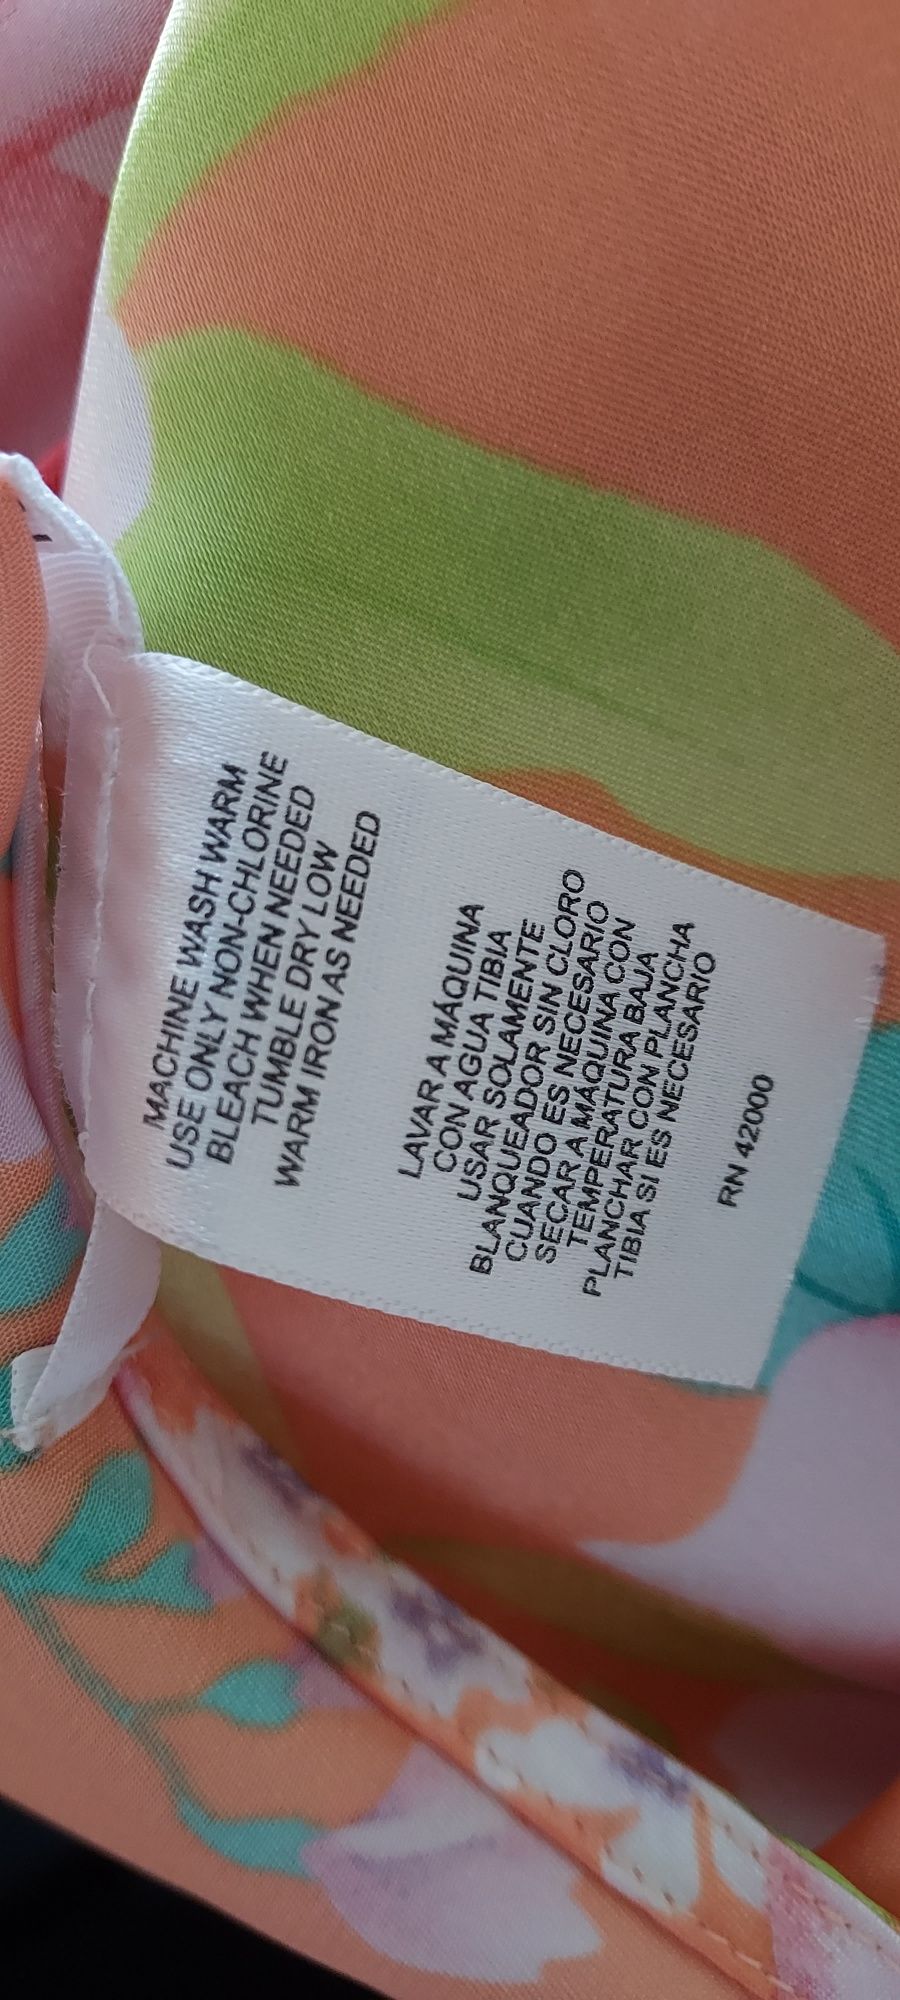 MACHINE WASH WARM
USE ONLY NON-CHLORINE
BLEACH WHEN NEEDED
TUMBLE DRY LOW
WARM IRON AS NEEDED
LAVAR A MÁQUINA
CON AGUA TIBIA
USAR SOLAMENTE
BLANQUEADOR SIN CLORO
CUANDO ES NECESARIO
SECAR A MÁQUINA CON
TEMPERATURA BAJA
PLANCHAR CON PLANCHA
TIBIA SI ES NECESARIO
RN 42000